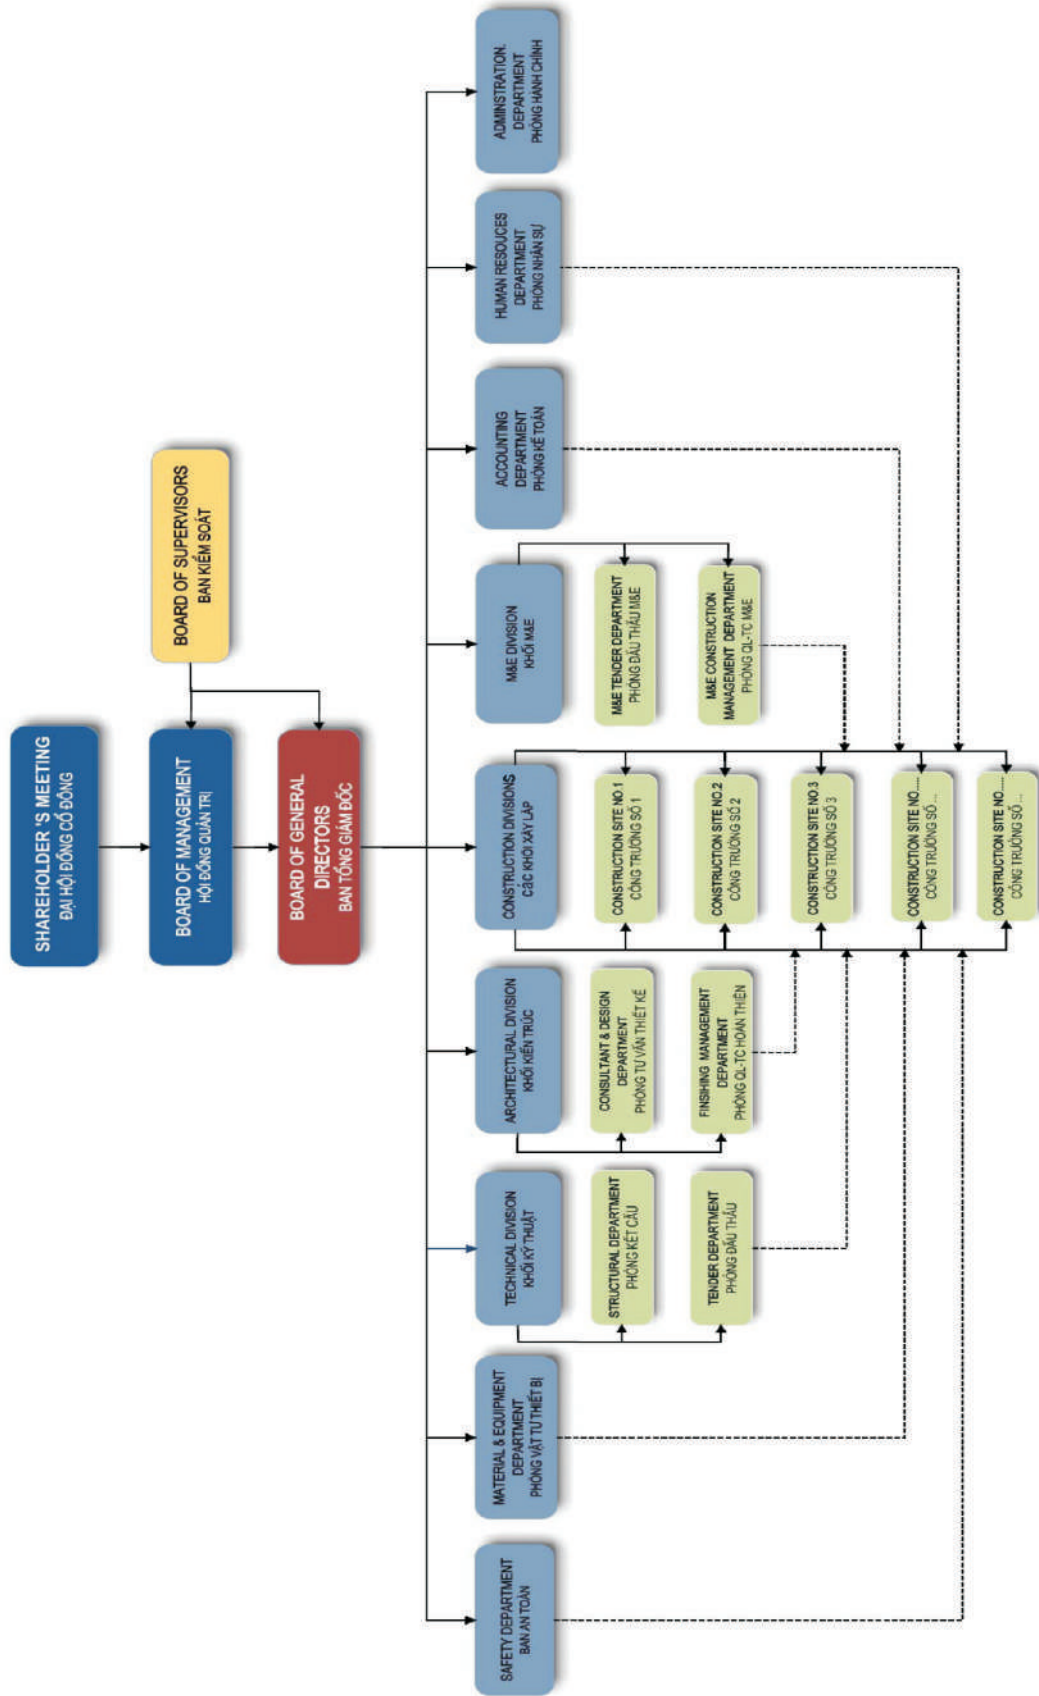 SHAREHOLDER 'S MEETING
ĐẠI HỘI ĐỒNG CỔ ĐÔNG
BOARD OF MANAGEMENT
HỘI ĐỒNG QUẢN TRỊ
BOARD OF SUPERVISORS
BAN KIỂM SOÁT
BOARD OF GENERAL
DIRECTORS
BAN TỔNG GIÁM ĐỐC
SAFETY DEPARTMENT
BAN AN TOÀN
MATERIAL & EQUIPMENT
DEPARTMENT
PHÒNG VẬT TƯ THIẾT BỊ
TECHNICAL DIVISION
KHỐI KỸ THUẬT
STRUCTURAL DEPARTMENT
PHÒNG KẾT CẤU
TENDER DEPARTMENT
PHÒNG ĐẤU THẦU
ARCHITECTURAL DIVISION
KHỐI KIẾN TRÚC
CONSULTANT & DESIGN
DEPARTMENT
PHÒNG TƯ VẤN THIẾT KẾ
FINSIHING MANAGEMENT
DEPARTMENT
PHÒNG QL-TC HOÀN THIỆN
CONSTRUCTION DIVISIONS
CÁC KHỐI XÂY LẮP
CONSTRUCTION SITE NO.1
CÔNG TRƯỜNG SỐ 1
CONSTRUCTION SITE NO.2
CÔNG TRƯỜNG SỐ 2
CONSTRUCTION SITE NO.3
CÔNG TRƯỜNG SỐ 3
CONSTRUCTION SITE NO.....
CÔNG TRƯỜNG SỐ ...
CONSTRUCTION SITE NO.....
CÔNG TRƯỜNG SỐ ...
M&E DIVISION
KHỐI M&E
M&E TENDER DEPARTMENT
PHÒNG ĐẤU THẦU M&E
M&E CONSTRUCTION
MANAGEMENT DEPARTMENT
PHÒNG QL-TC M&E
ACCOUNTING
DEPARTMENT
PHÒNG KẾ TOÁN
HUMAN RESOUCES
DEPARTMENT
PHÒNG NHÂN SỰ
ADMINSTRATION.
DEPARTMENT
PHÒNG HÀNH CHÍNH